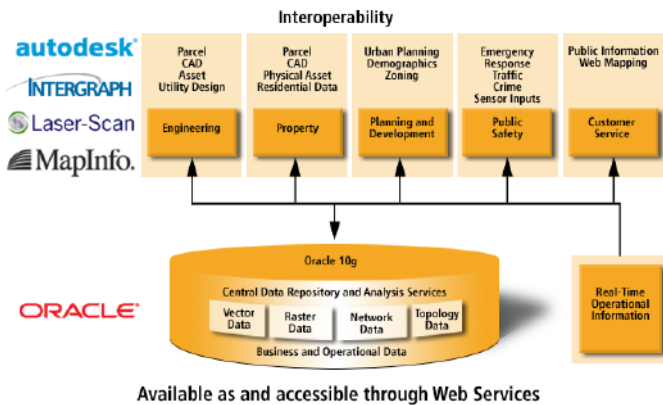 Interoperability
autodesk®
INTERGRAPH
Laser-Scan
MapInfo.
Parcel
CAD
Asset
Utility Design
Engineering
Parcel
CAD
Physical Asset
Residential Data
Property
Urban Planning
Demographics
Zoning
Planning and
Development
Emergency
Response
Traffic
Crime
Sensor Inputs
Public
Safety
Public Information
Web Mapping
Customer
Service
ORACLE®
Oracle 10g
Central Data Repository and Analysis Services
Vector
Data
Raster
Data
Network
Data
Topology
Data
Business and Operational Data
Real-Time
Operational
Information
Available as and accessible through Web Services